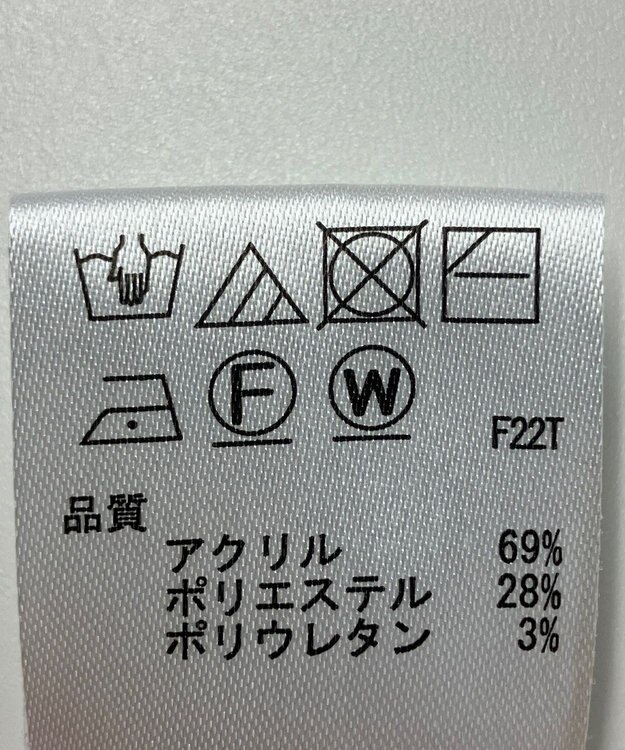 F W F22T
品質
アクリル 69%
ポリエステル 28%
ポリウレタン 3%